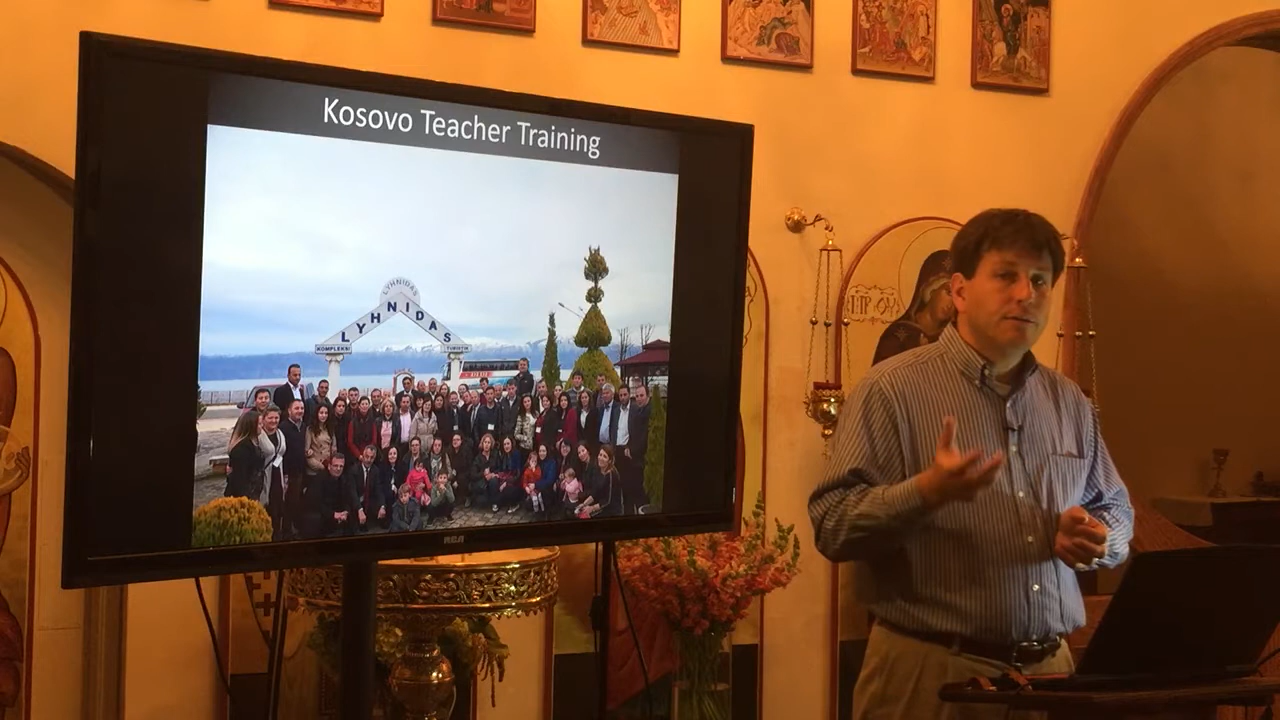 Kosovo Teacher Training
LYHNIDAS
LYHNIDAS
KOMPLEKSI
TURISTIK
RCA